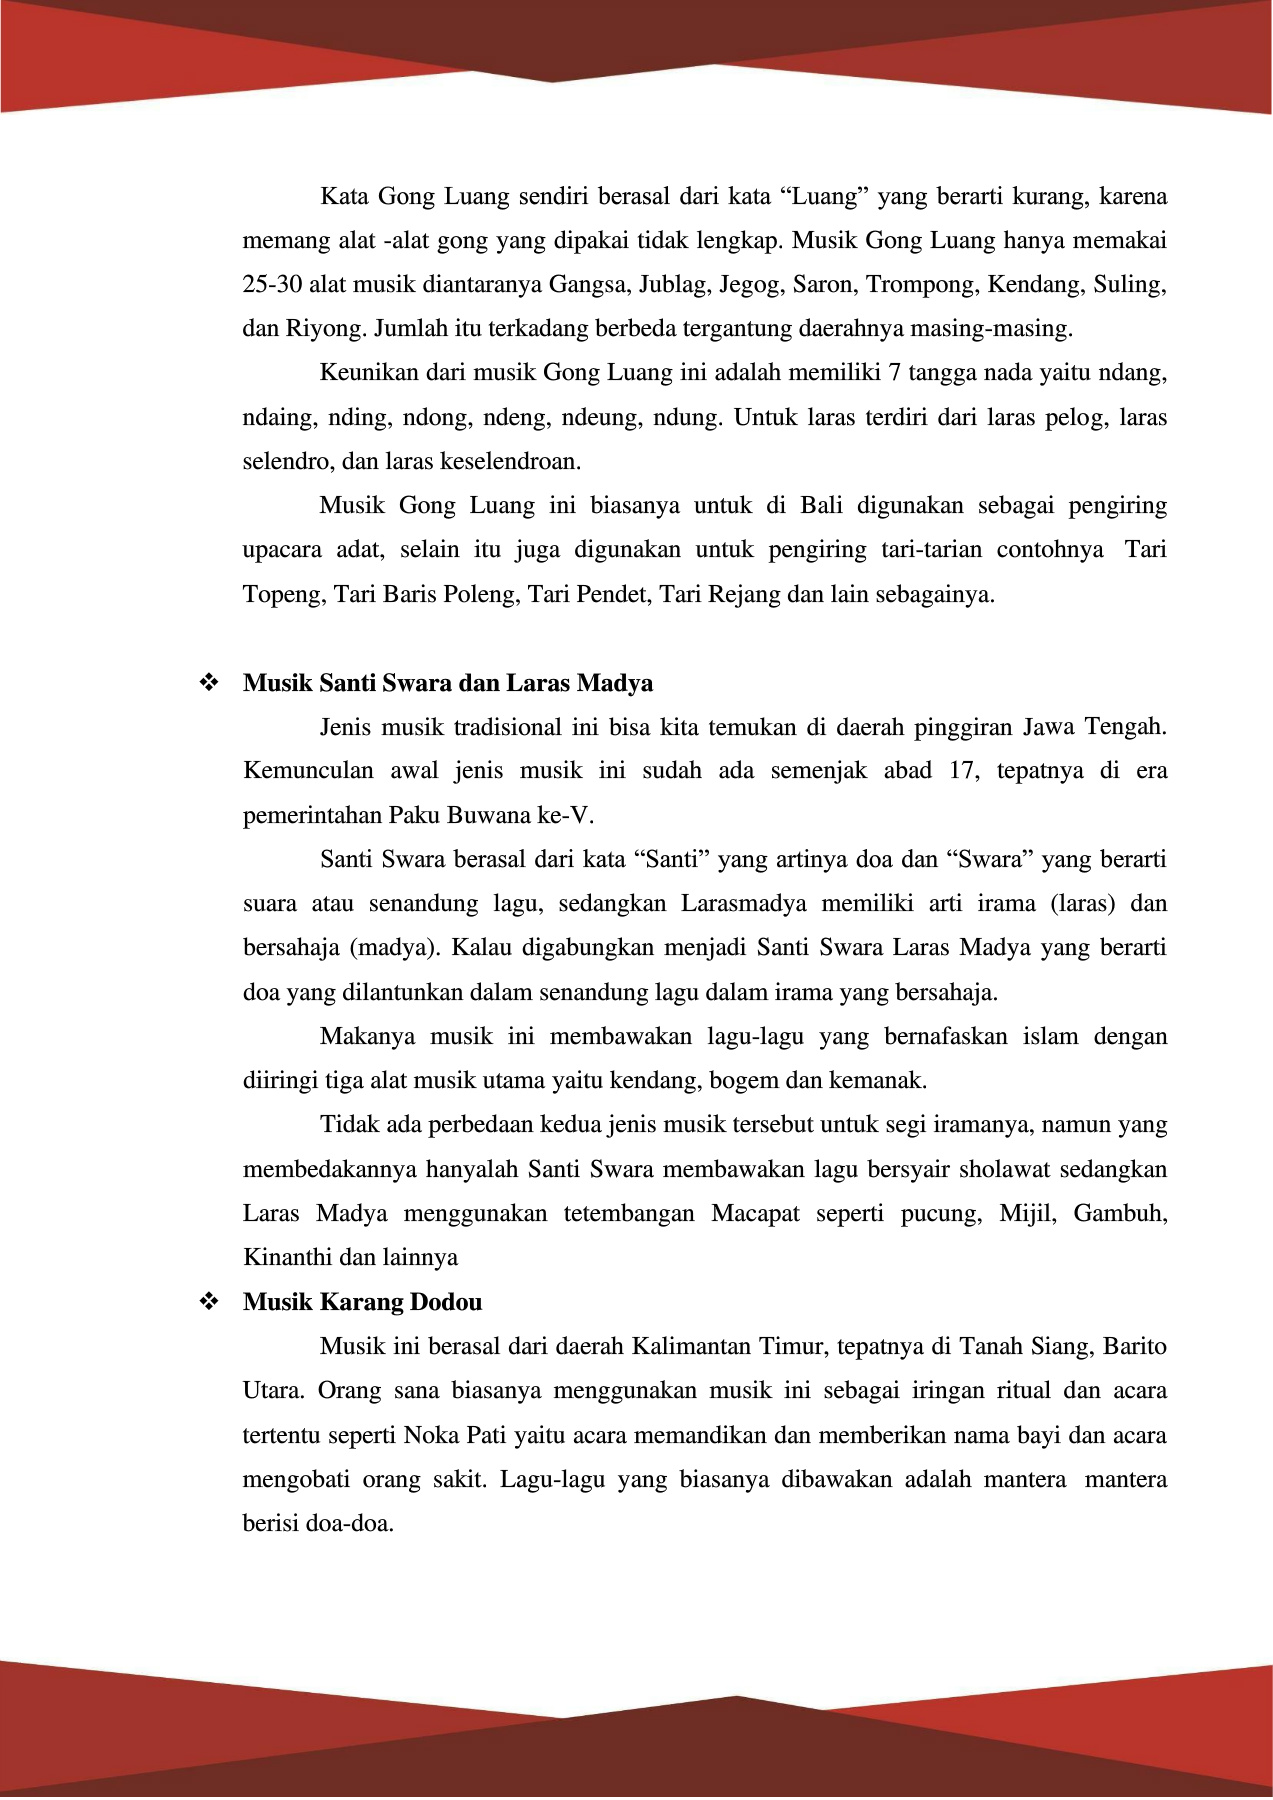 Kata Gong Luang sendiri berasal dari kata “Luang” yang berarti kurang, karena
memang alat -alat gong yang dipakai tidak lengkap. Musik Gong Luang hanya memakai
25-30 alat musik diantaranya Gangsa, Jublag, Jegog, Saron, Trompong, Kendang, Suling,
dan Riyong. Jumlah itu terkadang berbeda tergantung daerahnya masing-masing.
Keunikan dari musik Gong Luang ini adalah memiliki 7 tangga nada yaitu ndang,
ndaing, nding, ndong, ndeng, ndeung, ndung. Untuk laras terdiri dari laras pelog, laras
selendro, dan laras keselendroan.
Musik Gong Luang ini biasanya untuk di Bali digunakan sebagai pengiring
upacara adat, selain itu juga digunakan untuk pengiring tari-tarian contohnya Tari
Topeng, Tari Baris Poleng, Tari Pendet, Tari Rejang dan lain sebagainya.
❖ Musik Santi Swara dan Laras Madya
Jenis musik tradisional ini bisa kita temukan di daerah pinggiran Jawa Tengah.
Kemunculan awal jenis musik ini sudah ada semenjak abad 17, tepatnya di era
pemerintahan Paku Buwana ke-V.
Santi Swara berasal dari kata “Santi” yang artinya doa dan “Swara” yang berarti
suara atau senandung lagu, sedangkan Larasmadya memiliki arti irama (laras) dan
bersahaja (madya). Kalau digabungkan menjadi Santi Swara Laras Madya yang berarti
doa yang dilantunkan dalam senandung lagu dalam irama yang bersahaja.
Makanya musik ini membawakan lagu-lagu yang bernafaskan islam dengan
diiringi tiga alat musik utama yaitu kendang, bogem dan kemanak.
Tidak ada perbedaan kedua jenis musik tersebut untuk segi iramanya, namun yang
membedakannya hanyalah Santi Swara membawakan lagu bersyair sholawat sedangkan
Laras Madya menggunakan tetembangan Macapat seperti pucung, Mijil, Gambuh,
Kinanthi dan lainnya
❖ Musik Karang Dodou
Musik ini berasal dari daerah Kalimantan Timur, tepatnya di Tanah Siang, Barito
Utara. Orang sana biasanya menggunakan musik ini sebagai iringan ritual dan acara
tertentu seperti Noka Pati yaitu acara memandikan dan memberikan nama bayi dan acara
mengobati orang sakit. Lagu-lagu yang biasanya dibawakan adalah mantera mantera
berisi doa-doa.